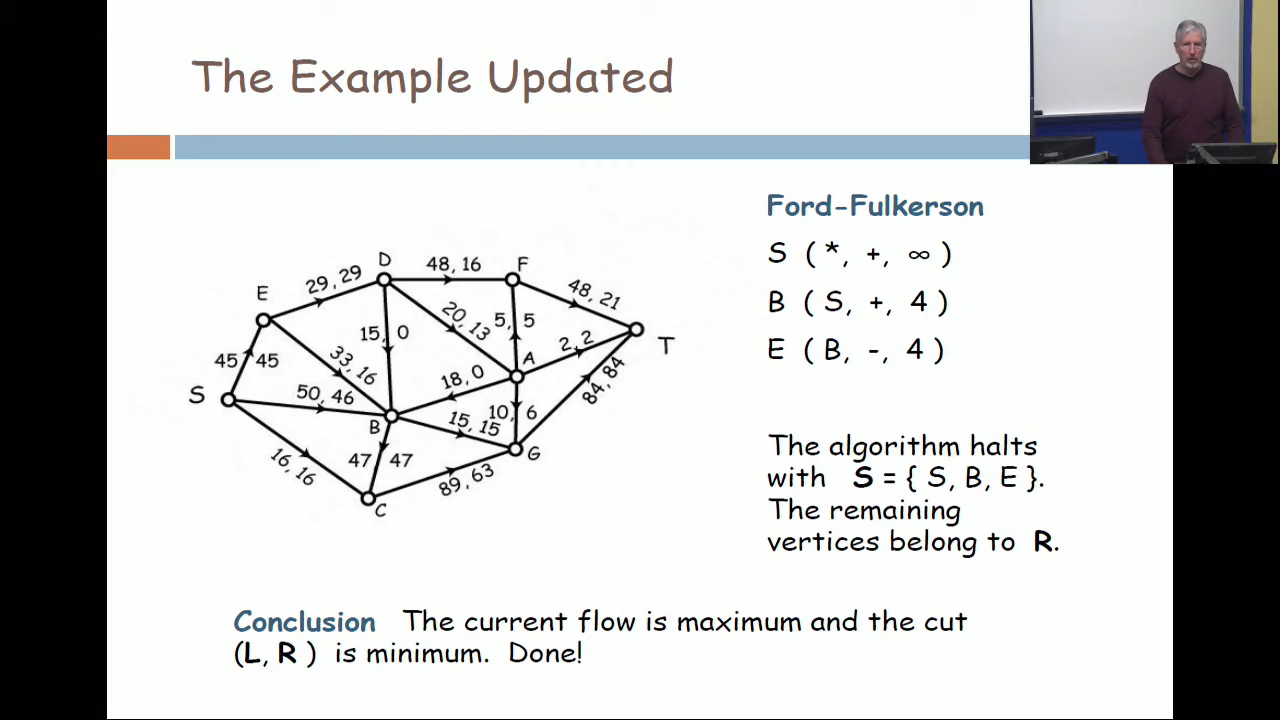 The Example Updated
Ford-Fulkerson
S ( *, +, ∞ )
B ( S, +, 4 )
E ( B, -, 4 )
The algorithm halts
with S = { S, B, E }.
The remaining
vertices belong to R.
D
48, 16
F
29, 29
48, 21
E
20, 13
5, 5
15, 0
2, 2
T
A
45 45
33, 16
18, 0
84, 84
S
50, 46
10, 6
B
15, 15
G
16, 16
47 47
89, 63
C
Conclusion The current flow is maximum and the cut
(L, R ) is minimum. Done!